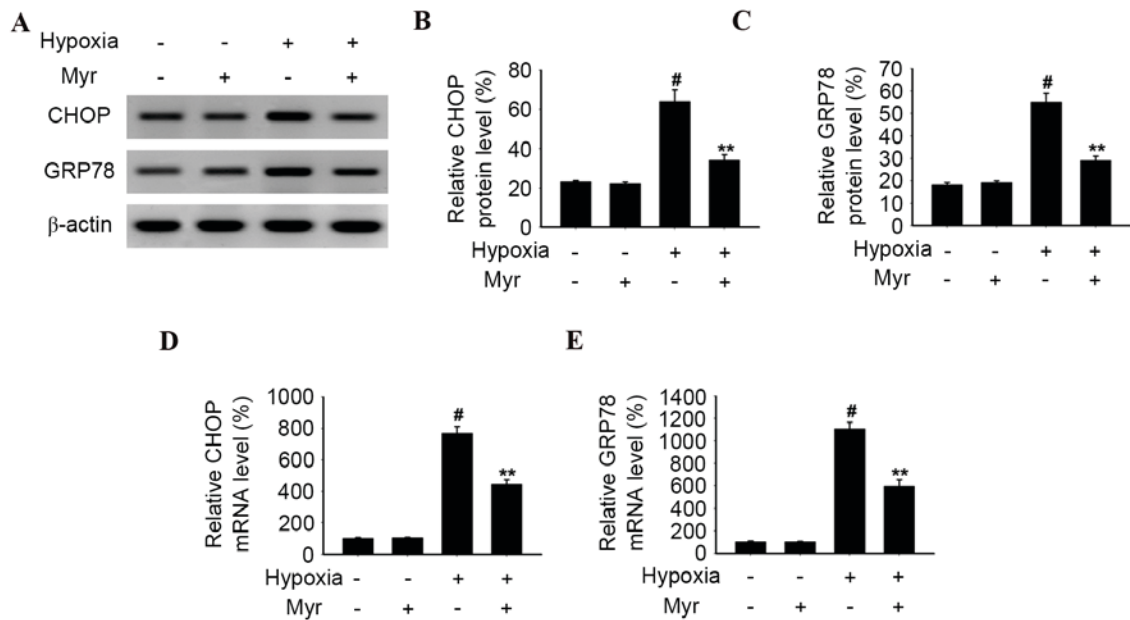 A
Hypoxia - - + +
Myr - + - +
CHOP
GRP78
β-actin
B
Relative CHOP
protein level (%)
80
60
40
20
0
#
**
Hypoxia - - + +
Myr - + - +
C
Relative GRP78
protein level (%)
70
60
50
40
30
20
10
0
#
**
Hypoxia - - + +
Myr - + - +
D
Relative CHOP
mRNA level (%)
1000
800
600
400
200
0
#
**
Hypoxia - - + +
Myr - + - +
E
Relative GRP78
mRNA level (%)
1400
1200
1000
800
600
400
200
0
#
**
Hypoxia - - + +
Myr - + - +